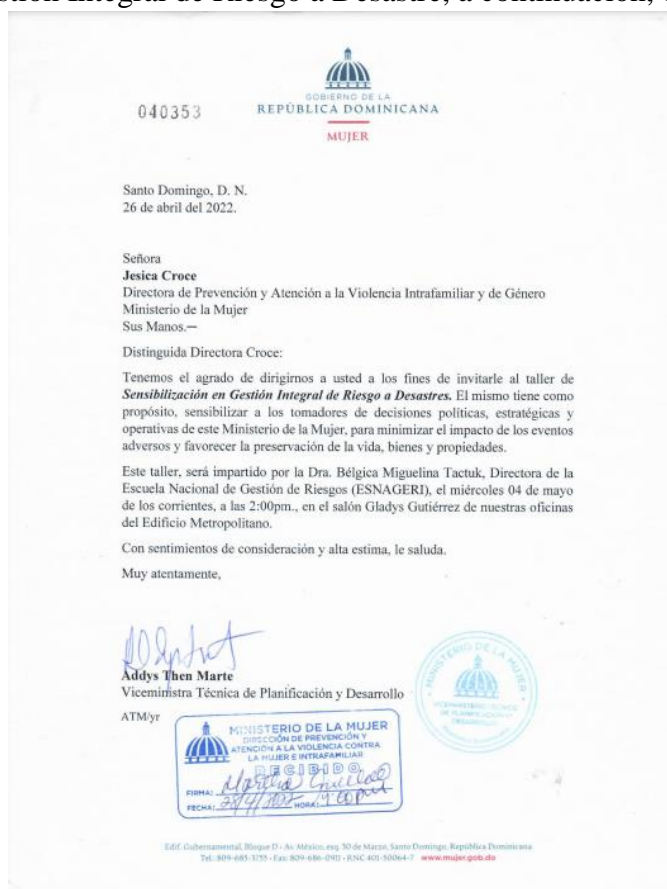 040353
GOBIERNO DE LA
REPÚBLICA DOMINICANA
MUJER
Santo Domingo, D. N.
26 de abril del 2022.
Señora
Jesica Croce
Directora de Prevención y Atención a la Violencia Intrafamiliar y de Género
Ministerio de la Mujer
Sus Manos.—
Distinguida Directora Croce:
Tenemos el agrado de dirigirnos a usted a los fines de invitarle al taller de
Sensibilización en Gestión Integral de Riesgo a Desastres. El mismo tiene como
propósito, sensibilizar a los tomadores de decisiones políticas, estratégicas y
operativas de este Ministerio de la Mujer, para minimizar el impacto de los eventos
adversos y favorecer la preservación de la vida, bienes y propiedades.
Este taller, será impartido por la Dra. Bélgica Miguelina Tactuk, Directora de la
Escuela Nacional de Gestión de Riesgos (ESNAGERI), el miércoles 04 de mayo
de los corrientes, a las 2:00pm., en el salón Gladys Gutiérrez de nuestras oficinas
del Edificio Metropolitano.
Con sentimientos de consideración y alta estima, le saluda.
Muy atentamente,
Addys Then Marte
Viceministra Técnica de Planificación y Desarrollo
ATM/yr
MINISTERIO DE LA MUJER
VICEMINISTERIO TÉCNICO
DE PLANIFICACIÓN Y
DESARROLLO
MINISTERIO DE LA MUJER
DIRECCIÓN DE PREVENCIÓN Y
ATENCIÓN A LA VIOLENCIA CONTRA
LA MUJER E INTRAFAMILIAR
RECIBIDO
FIRMA:
FECHA: HORA:
Edif. Gubernamental, Bloque D - Av. México, esq. 30 de Marzo, Santo Domingo, República Dominicana
Tel.: 809-685-3755 - Fax: 809-686-0911 - RNC 401-50064-7 www.mujer.gob.do